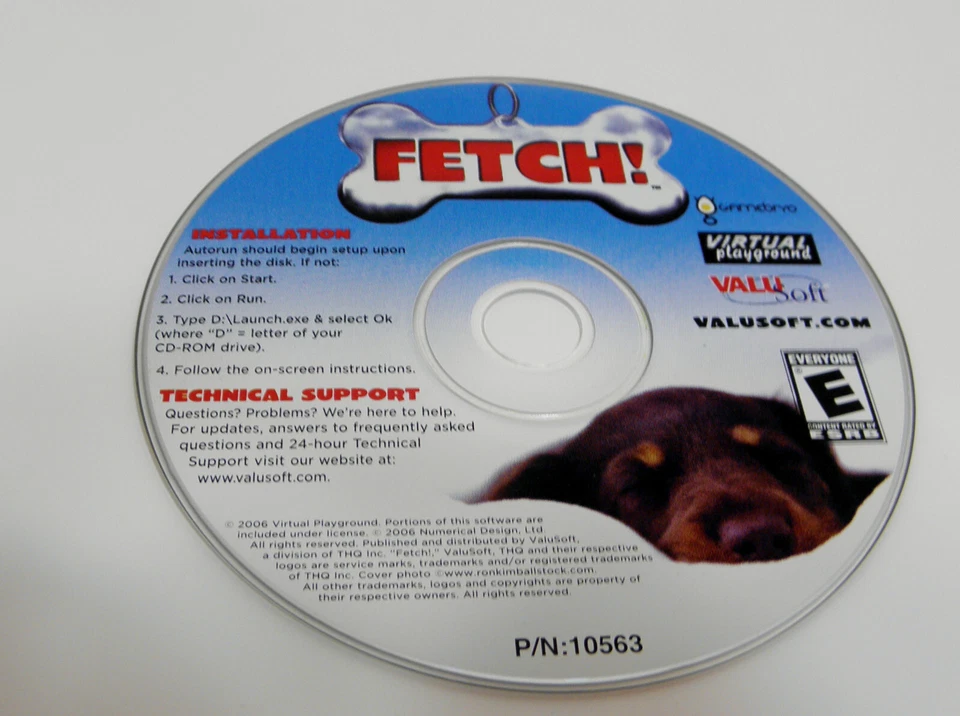 FETCH!™
GAMEBRYO
VIRTUAL
playground
VALUSoft
VALUSOFT.COM
EVERYONE
E
®
CONTENT RATED BY
ESRB
INSTALLATION
Autorun should begin setup upon
inserting the disk. If not:
1. Click on Start.
2. Click on Run.
3. Type D:\Launch.exe & select Ok
(where "D" = letter of your
CD-ROM drive).
4. Follow the on-screen instructions.
TECHNICAL SUPPORT
Questions? Problems? We're here to help.
For updates, answers to frequently asked
questions and 24-hour Technical
Support visit our website at:
www.valusoft.com.
© 2006 Virtual Playground. Portions of this software are
included under license. © 2006 Numerical Design, Ltd.
All rights reserved. Published and distributed by ValuSoft,
a division of THQ Inc. "Fetch!," ValuSoft, THQ and their respective
logos are service marks, trademarks and/or registered trademarks
of THQ Inc. Cover photo ©www.ronkimballstock.com.
All other trademarks, logos and copyrights are property of
their respective owners. All rights reserved.
P/N:10563